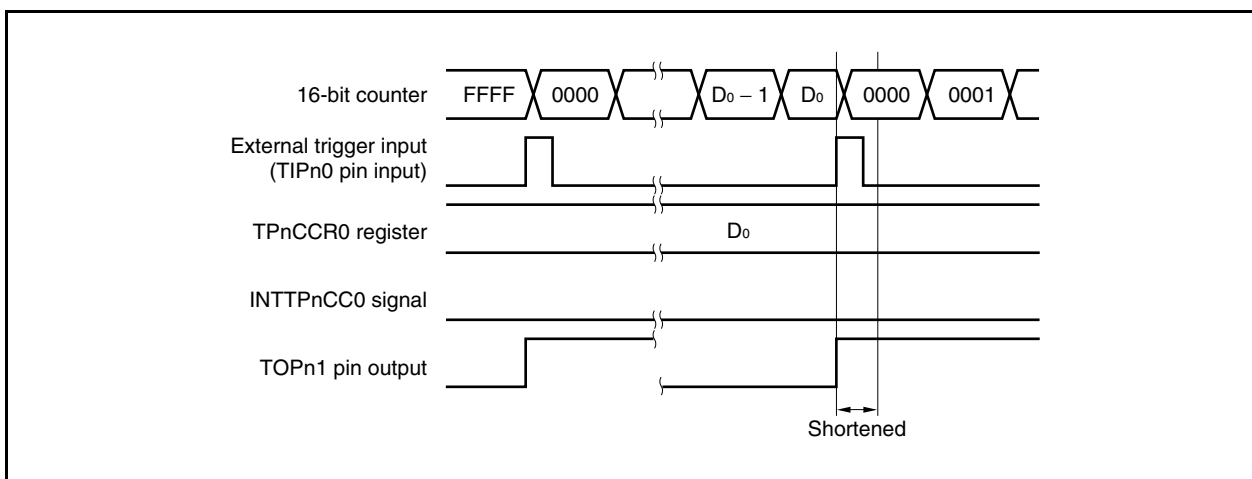 16-bit counter FFFF 0000 D₀ − 1 D₀ 0000 0001
External trigger input
(TIPn0 pin input)
TPnCCR0 register D₀
INTTPnCC0 signal
TOPn1 pin output
Shortened